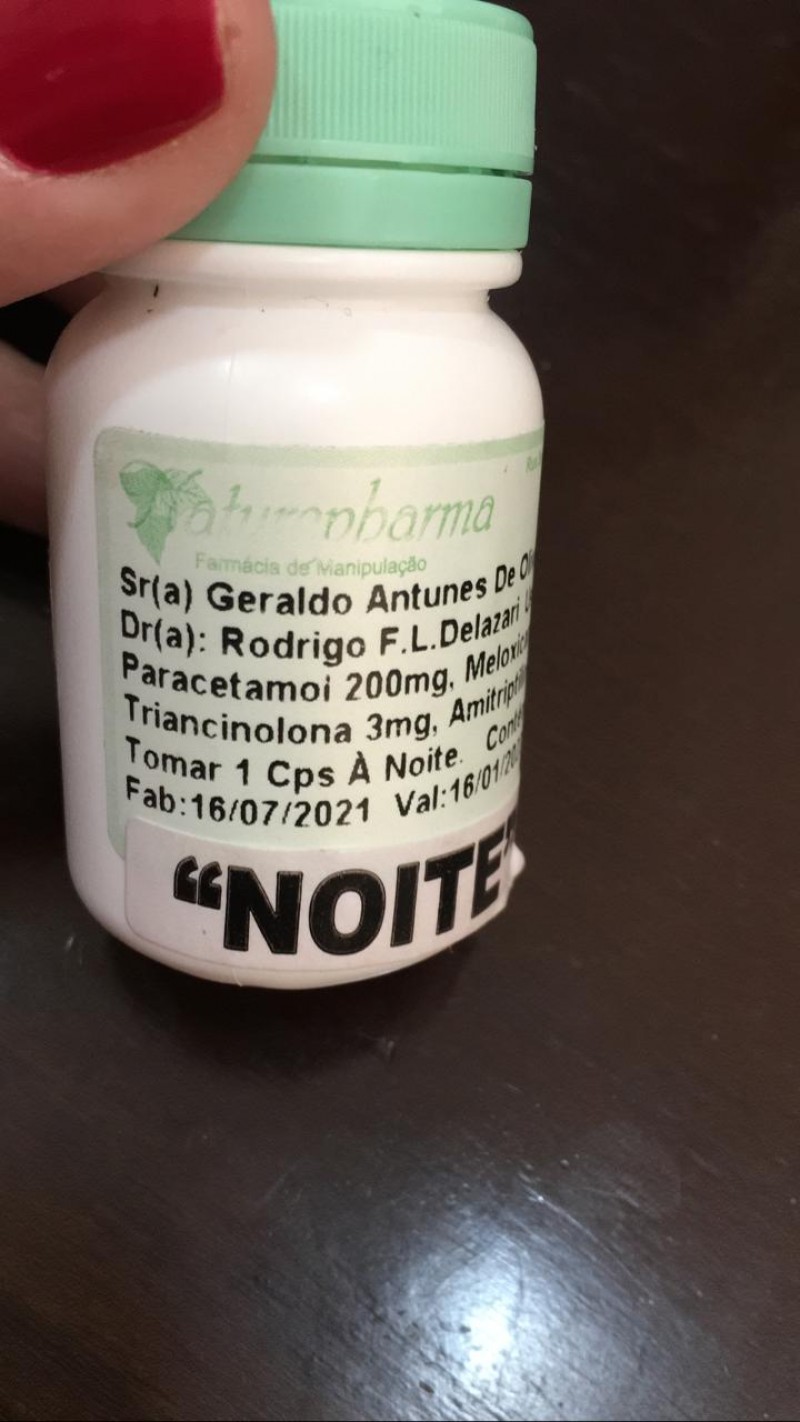 Naturepharma
Farmácia de Manipulação
Sr(a) Geraldo Antunes De
Dr(a): Rodrigo F.L.Delazari
Paracetamol 200mg,
Triancinolona 3mg,
Tomar 1 Cps À Noite.
Fab:16/07/2021 Val:16/01/
“NOITE”